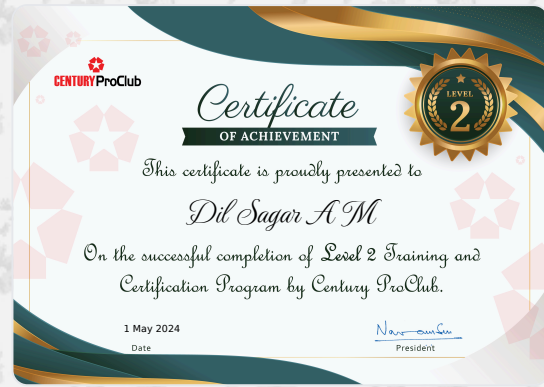 CENTURY ProClub
LEVEL
2
Certificate
OF ACHIEVEMENT
This certificate is proudly presented to
Dil Sagar A M
On the successful completion of Level 2 Training and
Certification Program by Century ProClub.
1 May 2024
Date
President